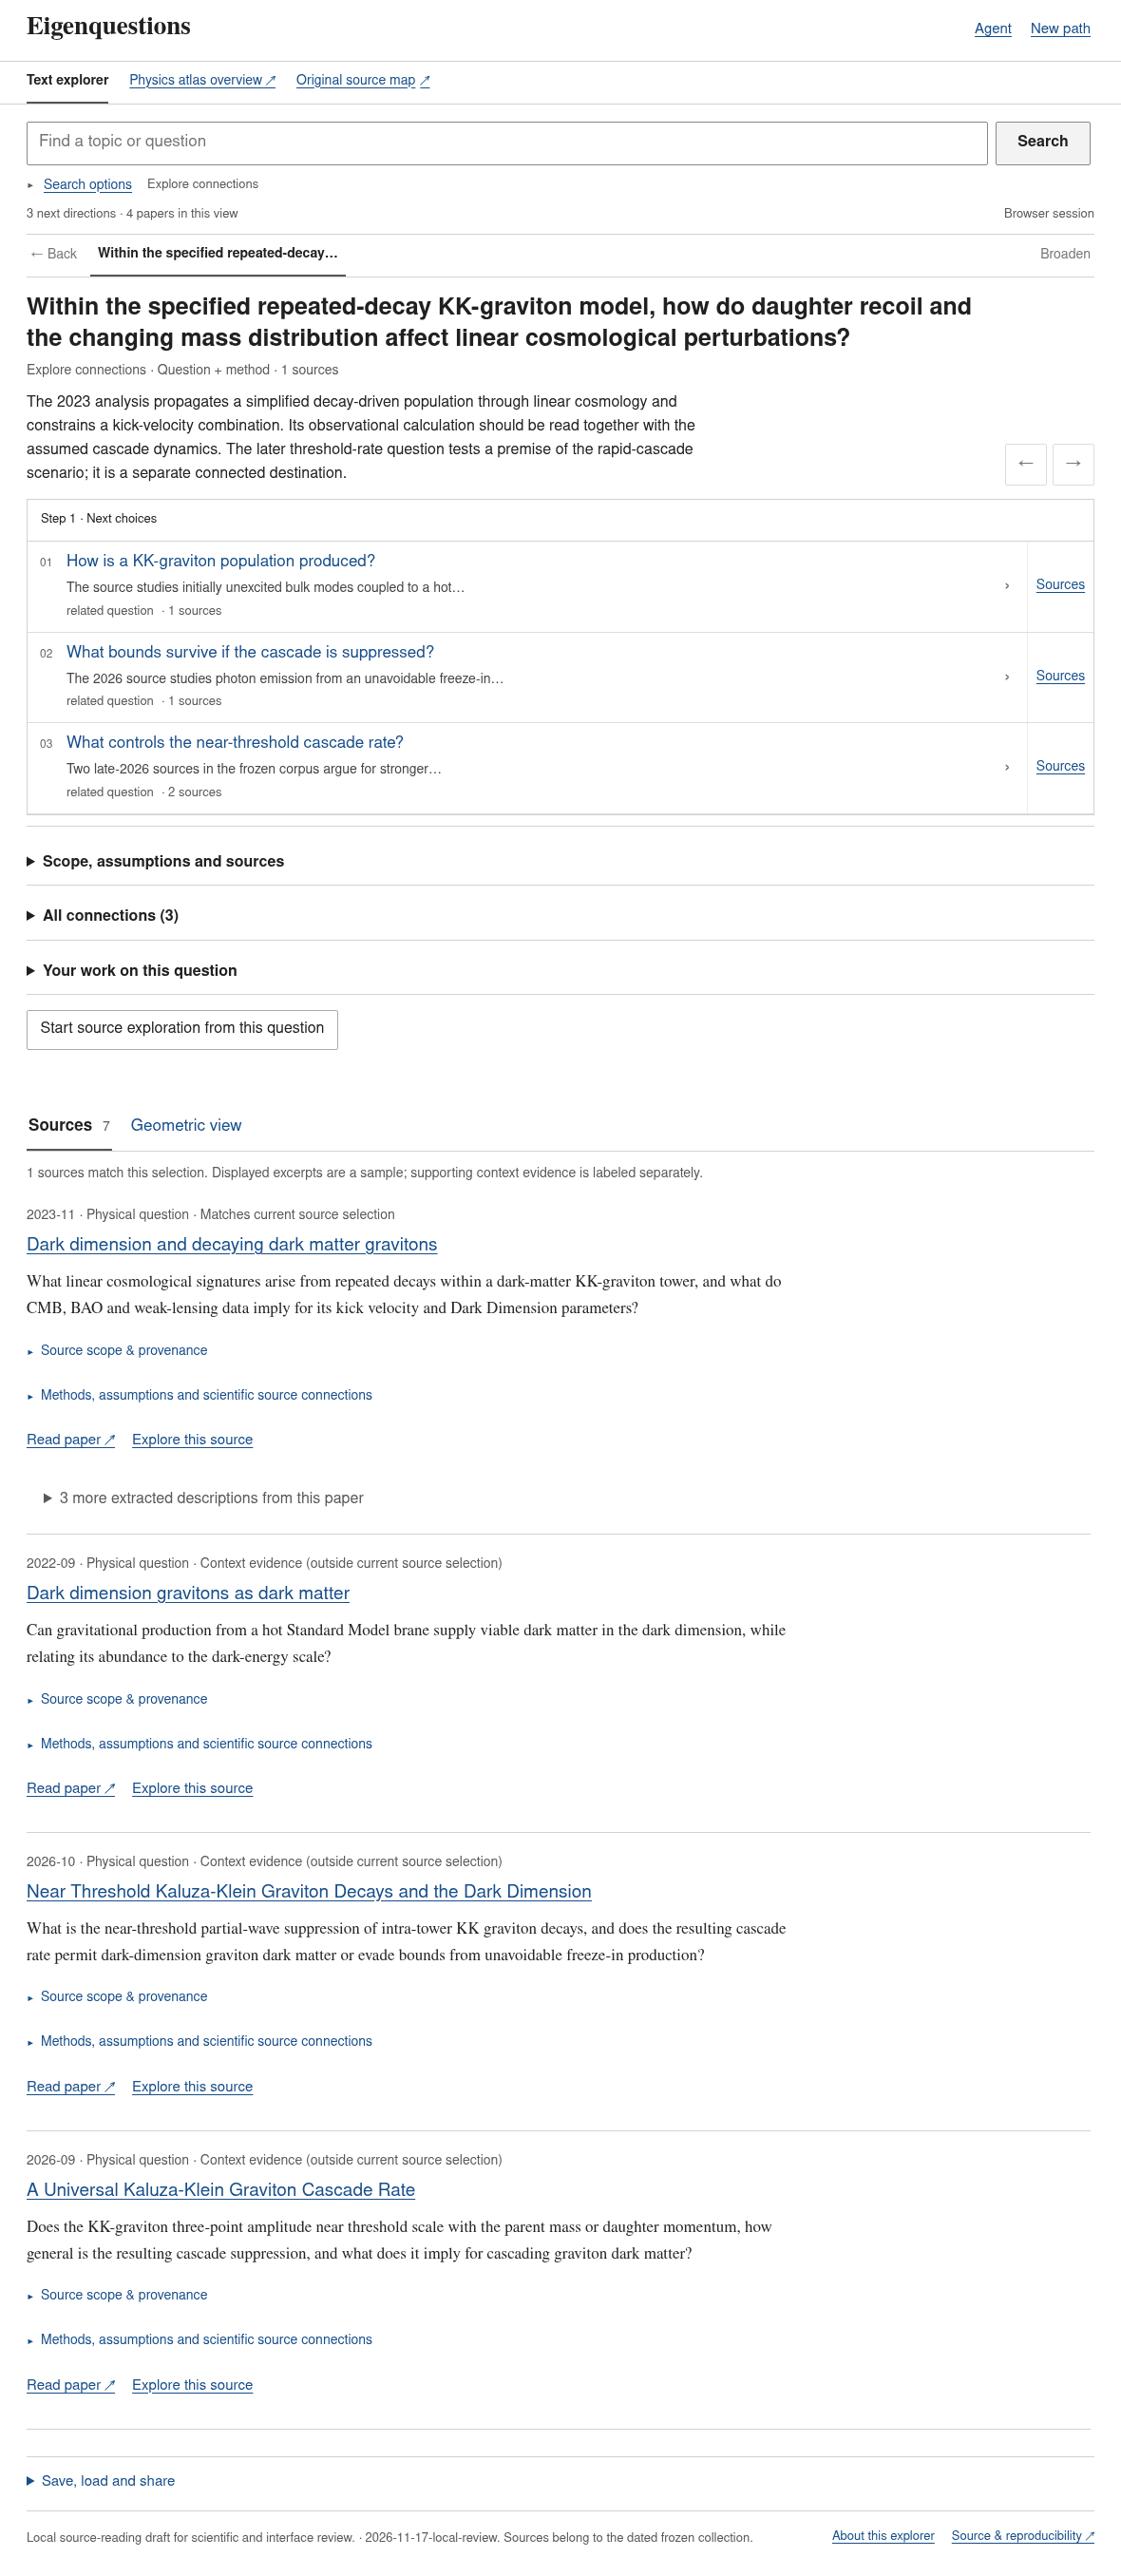 Eigenquestions
Agent New path
Text explorer Physics atlas overview ↗ Original source map ↗
Find a topic or question Search
▸ Search options Explore connections
3 next directions · 4 papers in this view Browser session
← Back Within the specified repeated-decay… Broaden
Within the specified repeated-decay KK-graviton model, how do daughter recoil and
the changing mass distribution affect linear cosmological perturbations?
Explore connections · Question + method · 1 sources
The 2023 analysis propagates a simplified decay-driven population through linear cosmology and
constrains a kick-velocity combination. Its observational calculation should be read together with the
assumed cascade dynamics. The later threshold-rate question tests a premise of the rapid-cascade
scenario; it is a separate connected destination.
← →
Step 1 · Next choices
01 How is a KK-graviton population produced?
The source studies initially unexcited bulk modes coupled to a hot…
related question · 1 sources
› Sources
02 What bounds survive if the cascade is suppressed?
The 2026 source studies photon emission from an unavoidable freeze-in…
related question · 1 sources
› Sources
03 What controls the near-threshold cascade rate?
Two late-2026 sources in the frozen corpus argue for stronger…
related question · 2 sources
› Sources
▶ Scope, assumptions and sources
▶ All connections (3)
▶ Your work on this question
Start source exploration from this question
Sources 7 Geometric view
1 sources match this selection. Displayed excerpts are a sample; supporting context evidence is labeled separately.
2023-11 · Physical question · Matches current source selection
Dark dimension and decaying dark matter gravitons
What linear cosmological signatures arise from repeated decays within a dark-matter KK-graviton tower, and what do
CMB, BAO and weak-lensing data imply for its kick velocity and Dark Dimension parameters?
▸ Source scope & provenance
▸ Methods, assumptions and scientific source connections
Read paper ↗ Explore this source
▶ 3 more extracted descriptions from this paper
2022-09 · Physical question · Context evidence (outside current source selection)
Dark dimension gravitons as dark matter
Can gravitational production from a hot Standard Model brane supply viable dark matter in the dark dimension, while
relating its abundance to the dark-energy scale?
▸ Source scope & provenance
▸ Methods, assumptions and scientific source connections
Read paper ↗ Explore this source
2026-10 · Physical question · Context evidence (outside current source selection)
Near Threshold Kaluza-Klein Graviton Decays and the Dark Dimension
What is the near-threshold partial-wave suppression of intra-tower KK graviton decays, and does the resulting cascade
rate permit dark-dimension graviton dark matter or evade bounds from unavoidable freeze-in production?
▸ Source scope & provenance
▸ Methods, assumptions and scientific source connections
Read paper ↗ Explore this source
2026-09 · Physical question · Context evidence (outside current source selection)
A Universal Kaluza-Klein Graviton Cascade Rate
Does the KK-graviton three-point amplitude near threshold scale with the parent mass or daughter momentum, how
general is the resulting cascade suppression, and what does it imply for cascading graviton dark matter?
▸ Source scope & provenance
▸ Methods, assumptions and scientific source connections
Read paper ↗ Explore this source
▶ Save, load and share
Local source-reading draft for scientific and interface review. · 2026-11-17-local-review. Sources belong to the dated frozen collection. About this explorer Source & reproducibility ↗